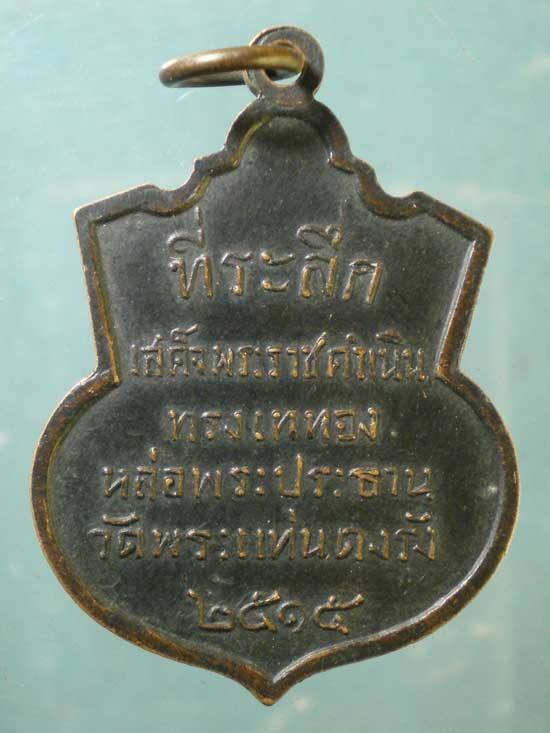 ที่ระลึก
เสด็จพระราชดำเนิน
ทรงเททอง
หล่อพระประธาน
วัดพระแท่นดงรัง
๒๕๑๕